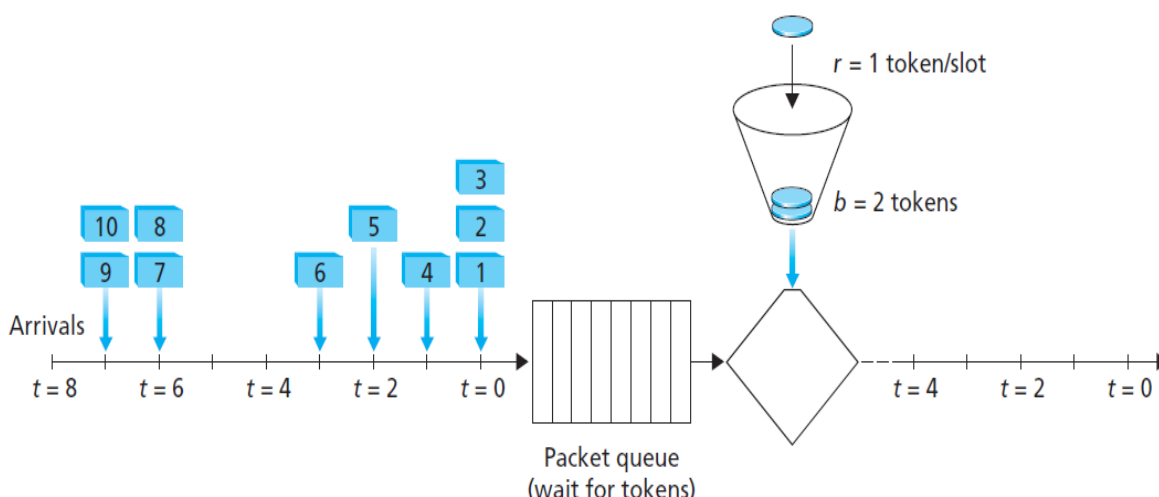 r = 1 token/slot
3
b = 2 tokens
10 8 5 2
9 7 6 4 1
Arrivals
t = 8 t = 6 t = 4 t = 2 t = 0
t = 4 t = 2 t = 0
Packet queue
(wait for tokens)